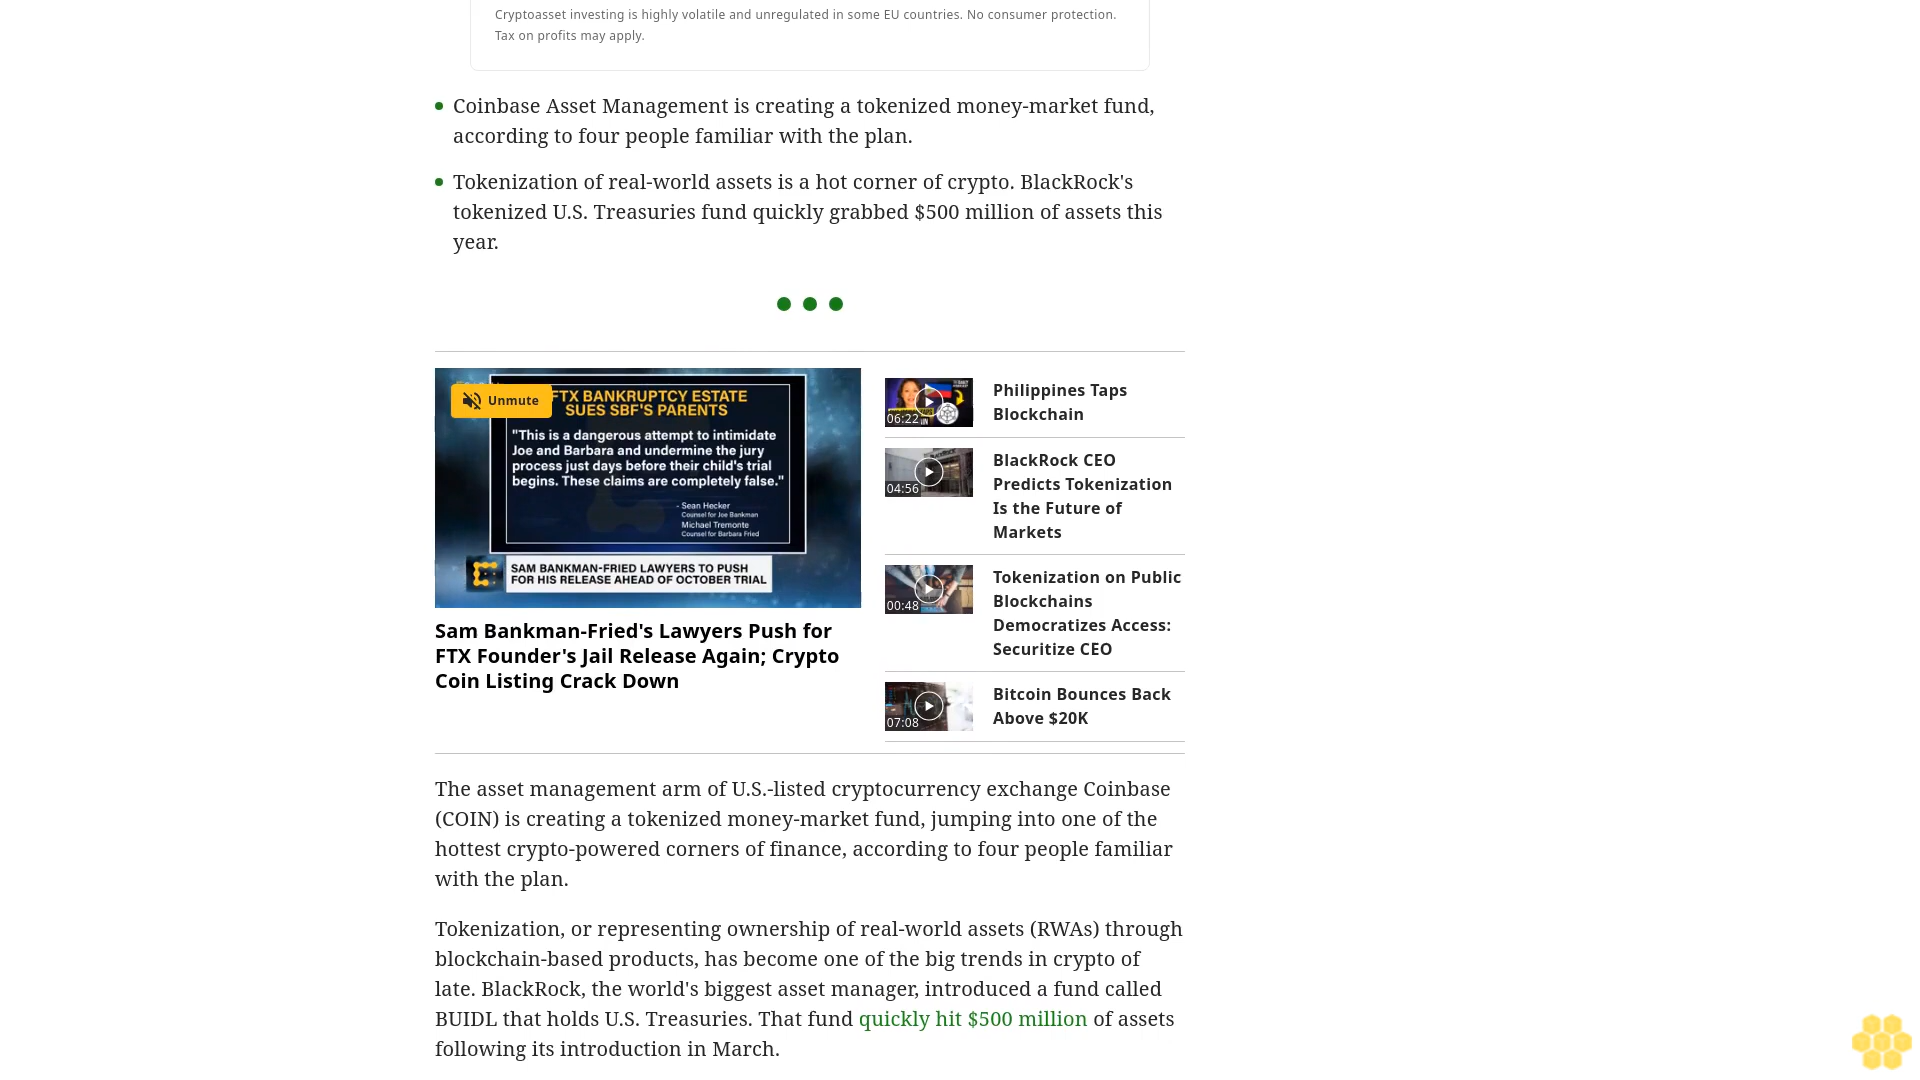 Cryptoasset investing is highly volatile and unregulated in some EU countries. No consumer protection.
Tax on profits may apply.
Coinbase Asset Management is creating a tokenized money-market fund,
according to four people familiar with the plan.
Tokenization of real-world assets is a hot corner of crypto. BlackRock's
tokenized U.S. Treasuries fund quickly grabbed $500 million of assets this
year.
Unmute
FTX BANKRUPTCY ESTATE
SUES SBF'S PARENTS
"This is a dangerous attempt to intimidate
Joe and Barbara and undermine the jury
process just days before their child's trial
begins. These claims are completely false."
- Sean Hecker
Counsel for Joe Bankman
Michael Tremonte
Counsel for Barbara Fried
SAM BANKMAN-FRIED LAWYERS TO PUSH
FOR HIS RELEASE AHEAD OF OCTOBER TRIAL
Sam Bankman-Fried's Lawyers Push for
FTX Founder's Jail Release Again; Crypto
Coin Listing Crack Down
06:22
Philippines Taps
Blockchain
04:56
BlackRock CEO
Predicts Tokenization
Is the Future of
Markets
00:48
Tokenization on Public
Blockchains
Democratizes Access:
Securitize CEO
07:08
Bitcoin Bounces Back
Above $20K
The asset management arm of U.S.-listed cryptocurrency exchange Coinbase
(COIN) is creating a tokenized money-market fund, jumping into one of the
hottest crypto-powered corners of finance, according to four people familiar
with the plan.
Tokenization, or representing ownership of real-world assets (RWAs) through
blockchain-based products, has become one of the big trends in crypto of
late. BlackRock, the world's biggest asset manager, introduced a fund called
BUIDL that holds U.S. Treasuries. That fund quickly hit $500 million of assets
following its introduction in March.